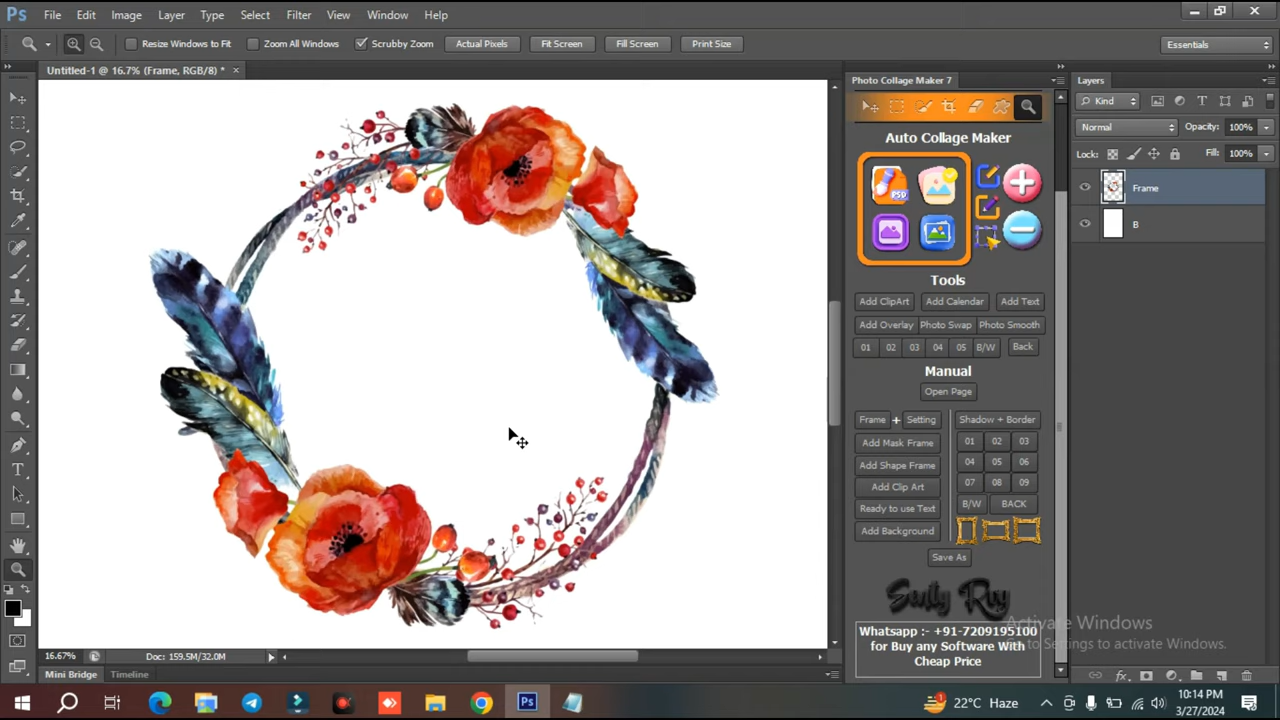 Ps File Edit Image Layer Type Select Filter View Window Help
Resize Windows to Fit Zoom All Windows Scrubby Zoom Actual Pixels Fit Screen Fill Screen Print Size Essentials
Untitled-1 @ 16.7% (Frame, RGB/8) * ×
Photo Collage Maker 7
Auto Collage Maker
PSD
Tools
Add ClipArt Add Calendar Add Text
Add Overlay Photo Swap Photo Smooth
01 02 03 04 05 B/W Back
Manual
Open Page
Frame + Setting Shadow + Border
Add Mask Frame 01 02 03
Add Shape Frame 04 05 06
Add Clip Art 07 08 09
Ready to use Text B/W BACK
Add Background
Save As
Whatsapp :- +91-7209195100
for Buy any Software With
Cheap Price
Layers
Kind
Normal Opacity: 100%
Lock: Fill: 100%
Frame
B
Activate Windows
Go to Settings to activate Windows.
16.67% Doc: 159.5M/32.0M
Mini Bridge Timeline
Ps 22°C Haze 10:14 PM
3/27/2024